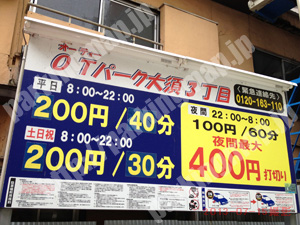 オーティー
OTパーク大須3丁目
(緊急連絡先)
0120-163-110
平日 8:00~22:00
200円/40分
土日祝 8:00~22:00
200円/30分
夜間 22:00~8:00
100円/60分
夜間最大
400円 打切り